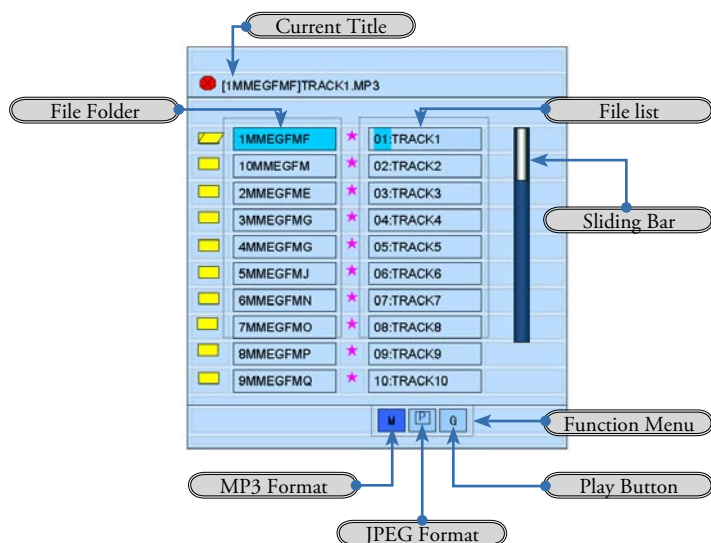 Current Title
[1MMEGFMF]TRACK1.MP3
File Folder
File list
1MMEGFMF
01:TRACK1
10MMEGFM
02:TRACK2
2MMEGFME
03:TRACK3
3MMEGFMG
04:TRACK4
Sliding Bar
4MMEGFMG
05:TRACK5
5MMEGFMJ
06:TRACK6
6MMEGFMN
07:TRACK7
7MMEGFMO
08:TRACK8
8MMEGFMP
09:TRACK9
9MMEGFMQ
10:TRACK10
M P G
Function Menu
MP3 Format
Play Button
JPEG Format